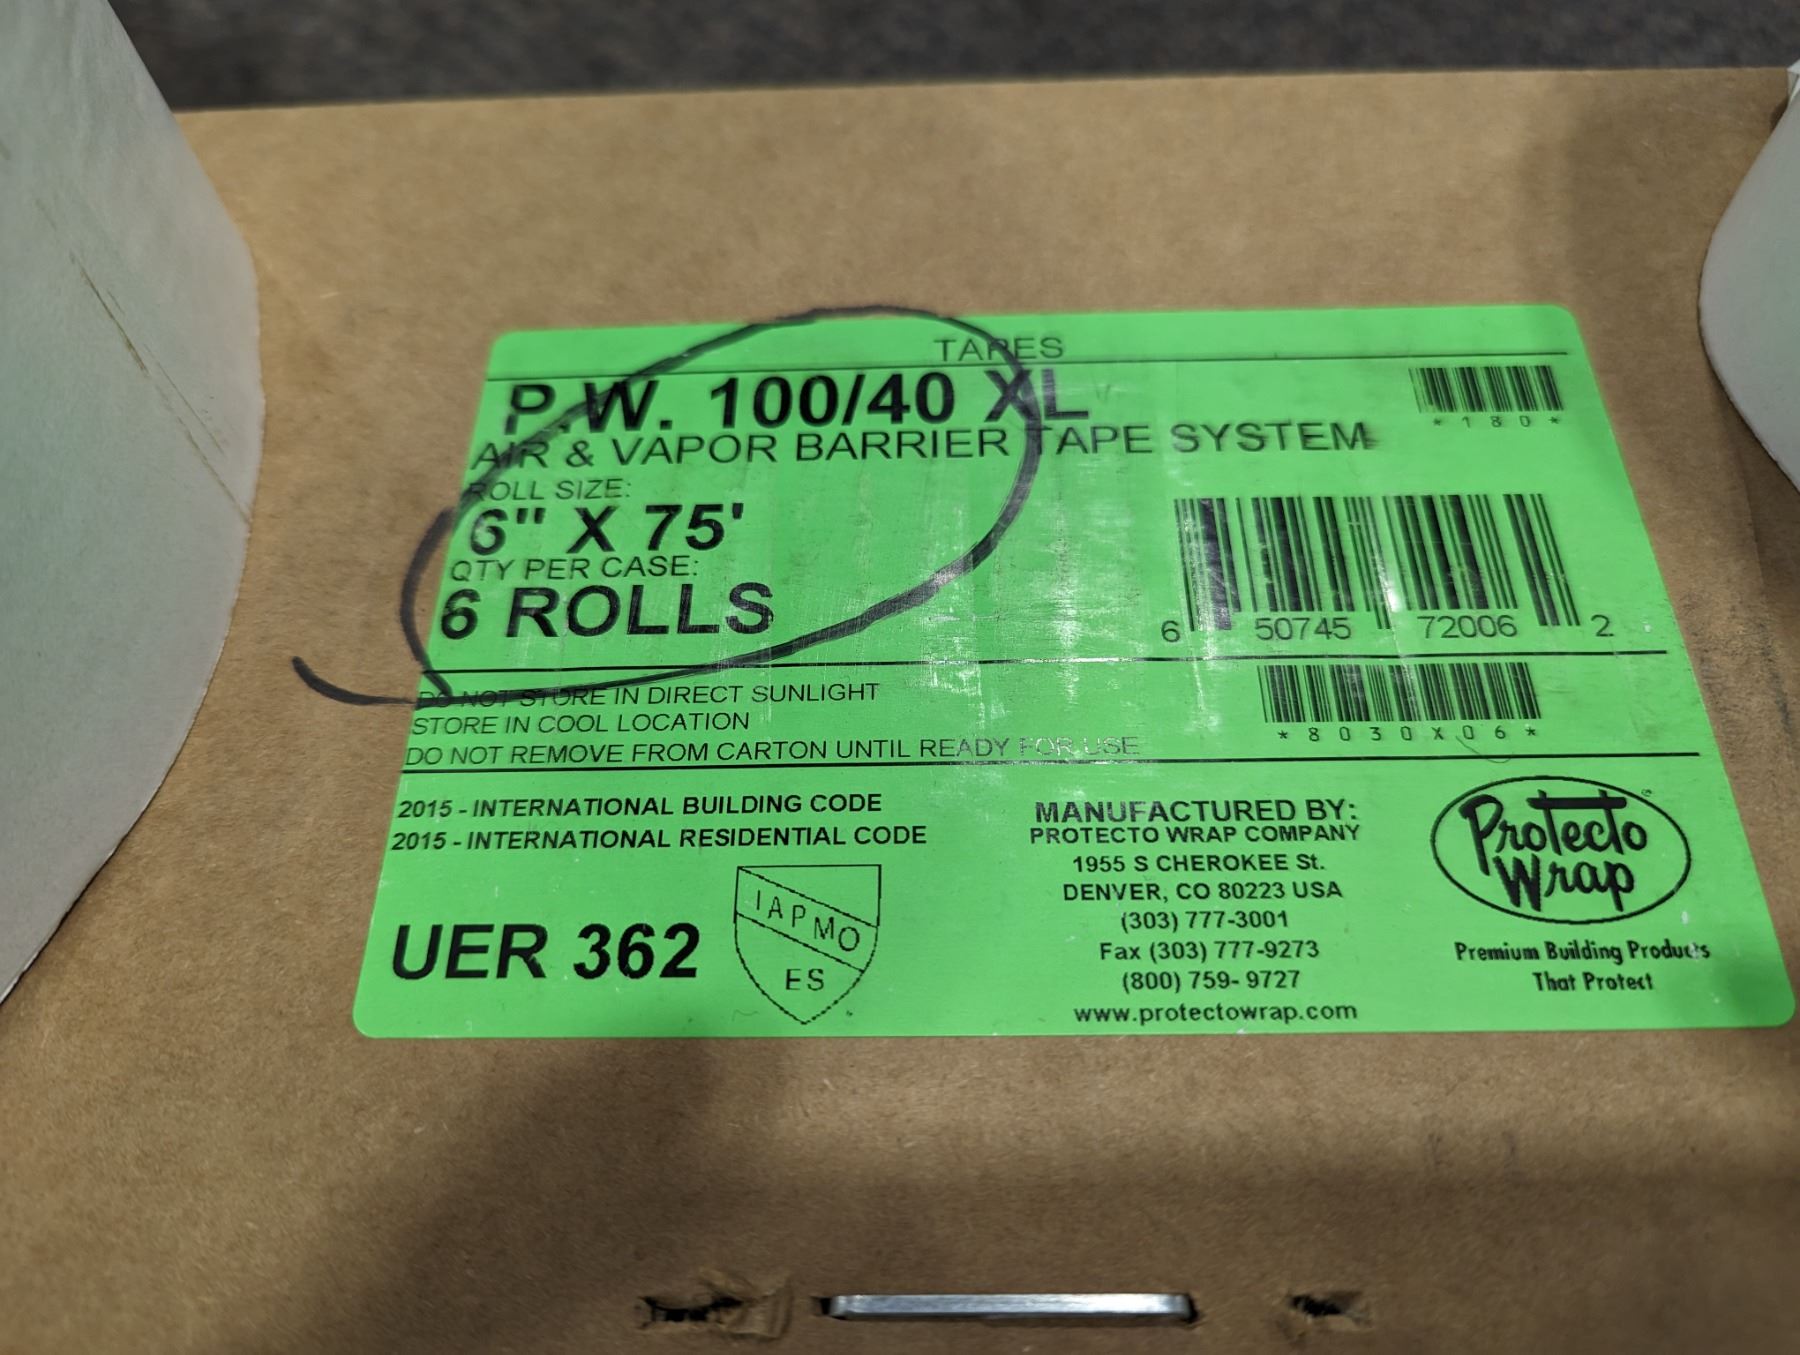 TAPES
P.W. 100/40 XL
*180*
AIR & VAPOR BARRIER TAPE SYSTEM
ROLL SIZE:
6" X 75'
QTY PER CASE:
6 ROLLS
6 50745 72006 2
DO NOT STORE IN DIRECT SUNLIGHT
STORE IN COOL LOCATION
DO NOT REMOVE FROM CARTON UNTIL READY FOR USE
*8030X06*
2015 - INTERNATIONAL BUILDING CODE
2015 - INTERNATIONAL RESIDENTIAL CODE
UER 362
IAPMO
ES
MANUFACTURED BY:
PROTECTO WRAP COMPANY
1955 S CHEROKEE St.
DENVER, CO 80223 USA
(303) 777-3001
Fax (303) 777-9273
(800) 759- 9727
www.protectowrap.com
Protecto
Wrap
Premium Building Products
That Protect